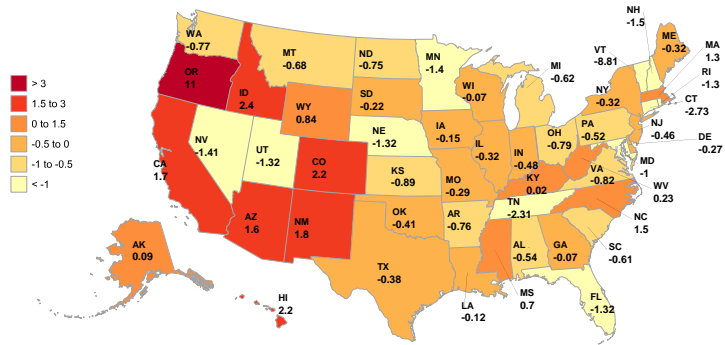 > 3
1.5 to 3
0 to 1.5
-0.5 to 0
-1 to -0.5
< -1
WA
-0.77
OR
11
CA
1.7
NV
-1.41
ID
2.4
MT
-0.68
WY
0.84
UT
-1.32
CO
2.2
AZ
1.6
NM
1.8
ND
-0.75
SD
-0.22
NE
-1.32
KS
-0.89
OK
-0.41
TX
-0.38
MN
-1.4
IA
-0.15
MO
-0.29
AR
-0.76
LA
-0.12
WI
-0.07
IL
-0.32
MI
-0.62
IN
-0.48
OH
-0.79
KY
0.02
TN
-2.31
MS
0.7
AL
-0.54
GA
-0.07
FL
-1.32
SC
-0.61
NC
1.5
WV
0.23
VA
-0.82
MD
-1
DE
-0.27
NJ
-0.46
PA
-0.52
NY
-0.32
CT
-2.73
RI
-1.3
MA
1.3
ME
-0.32
NH
-1.5
VT
-8.81
AK
0.09
HI
2.2